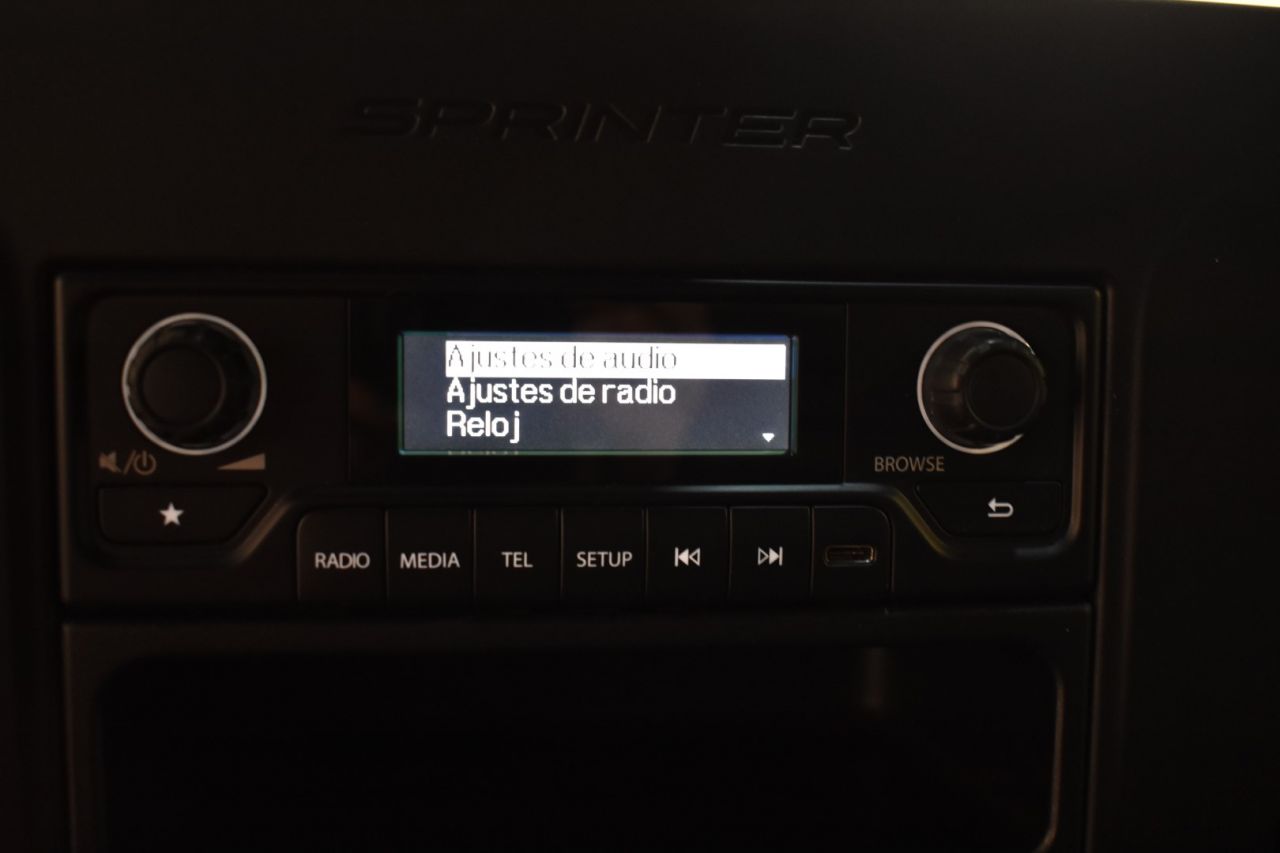 SPRINTER
Ajustes de audio
Ajustes de radio
Reloj
BROWSE
RADIO
MEDIA
TEL
SETUP